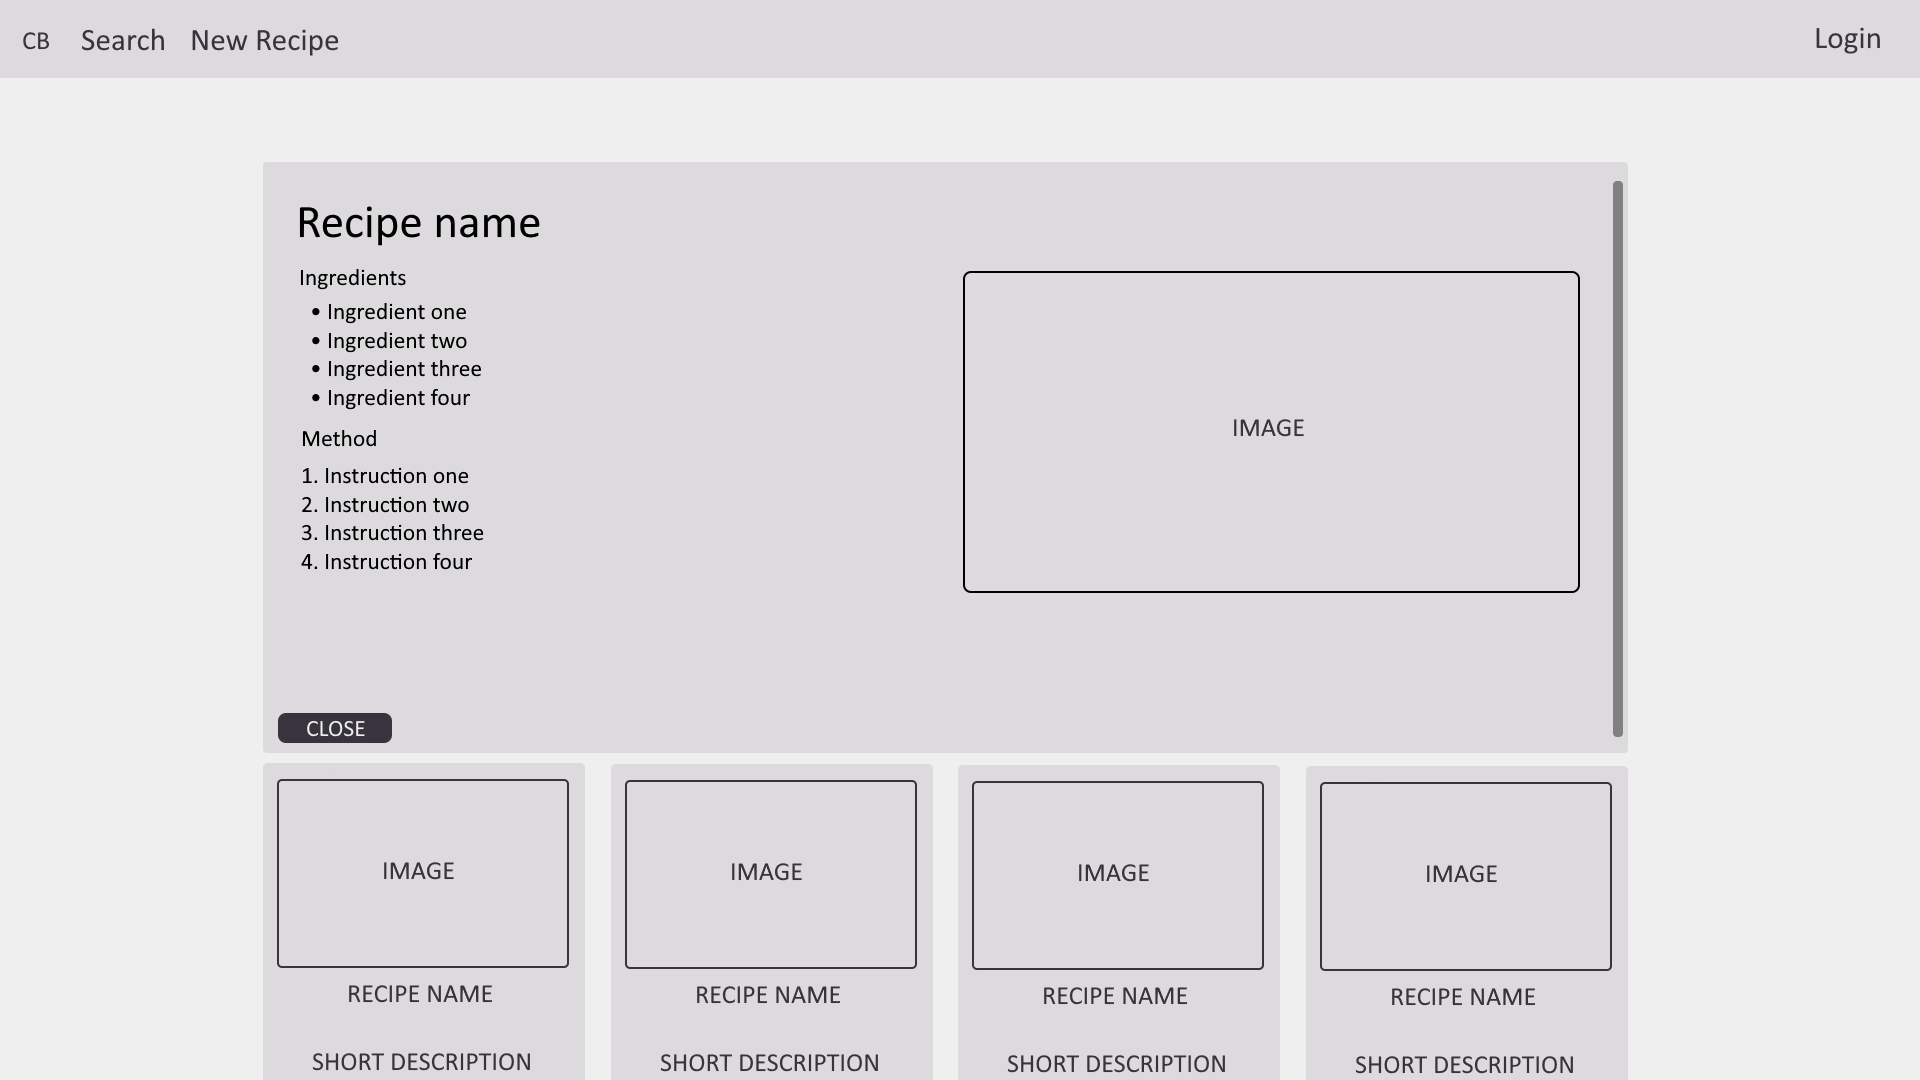 CB Search New Recipe Login
Recipe name
Ingredients
• Ingredient one
• Ingredient two
• Ingredient three
• Ingredient four
Method
1. Instruction one
2. Instruction two
3. Instruction three
4. Instruction four
IMAGE
CLOSE
IMAGE IMAGE IMAGE IMAGE
RECIPE NAME RECIPE NAME RECIPE NAME RECIPE NAME
SHORT DESCRIPTION SHORT DESCRIPTION SHORT DESCRIPTION SHORT DESCRIPTION